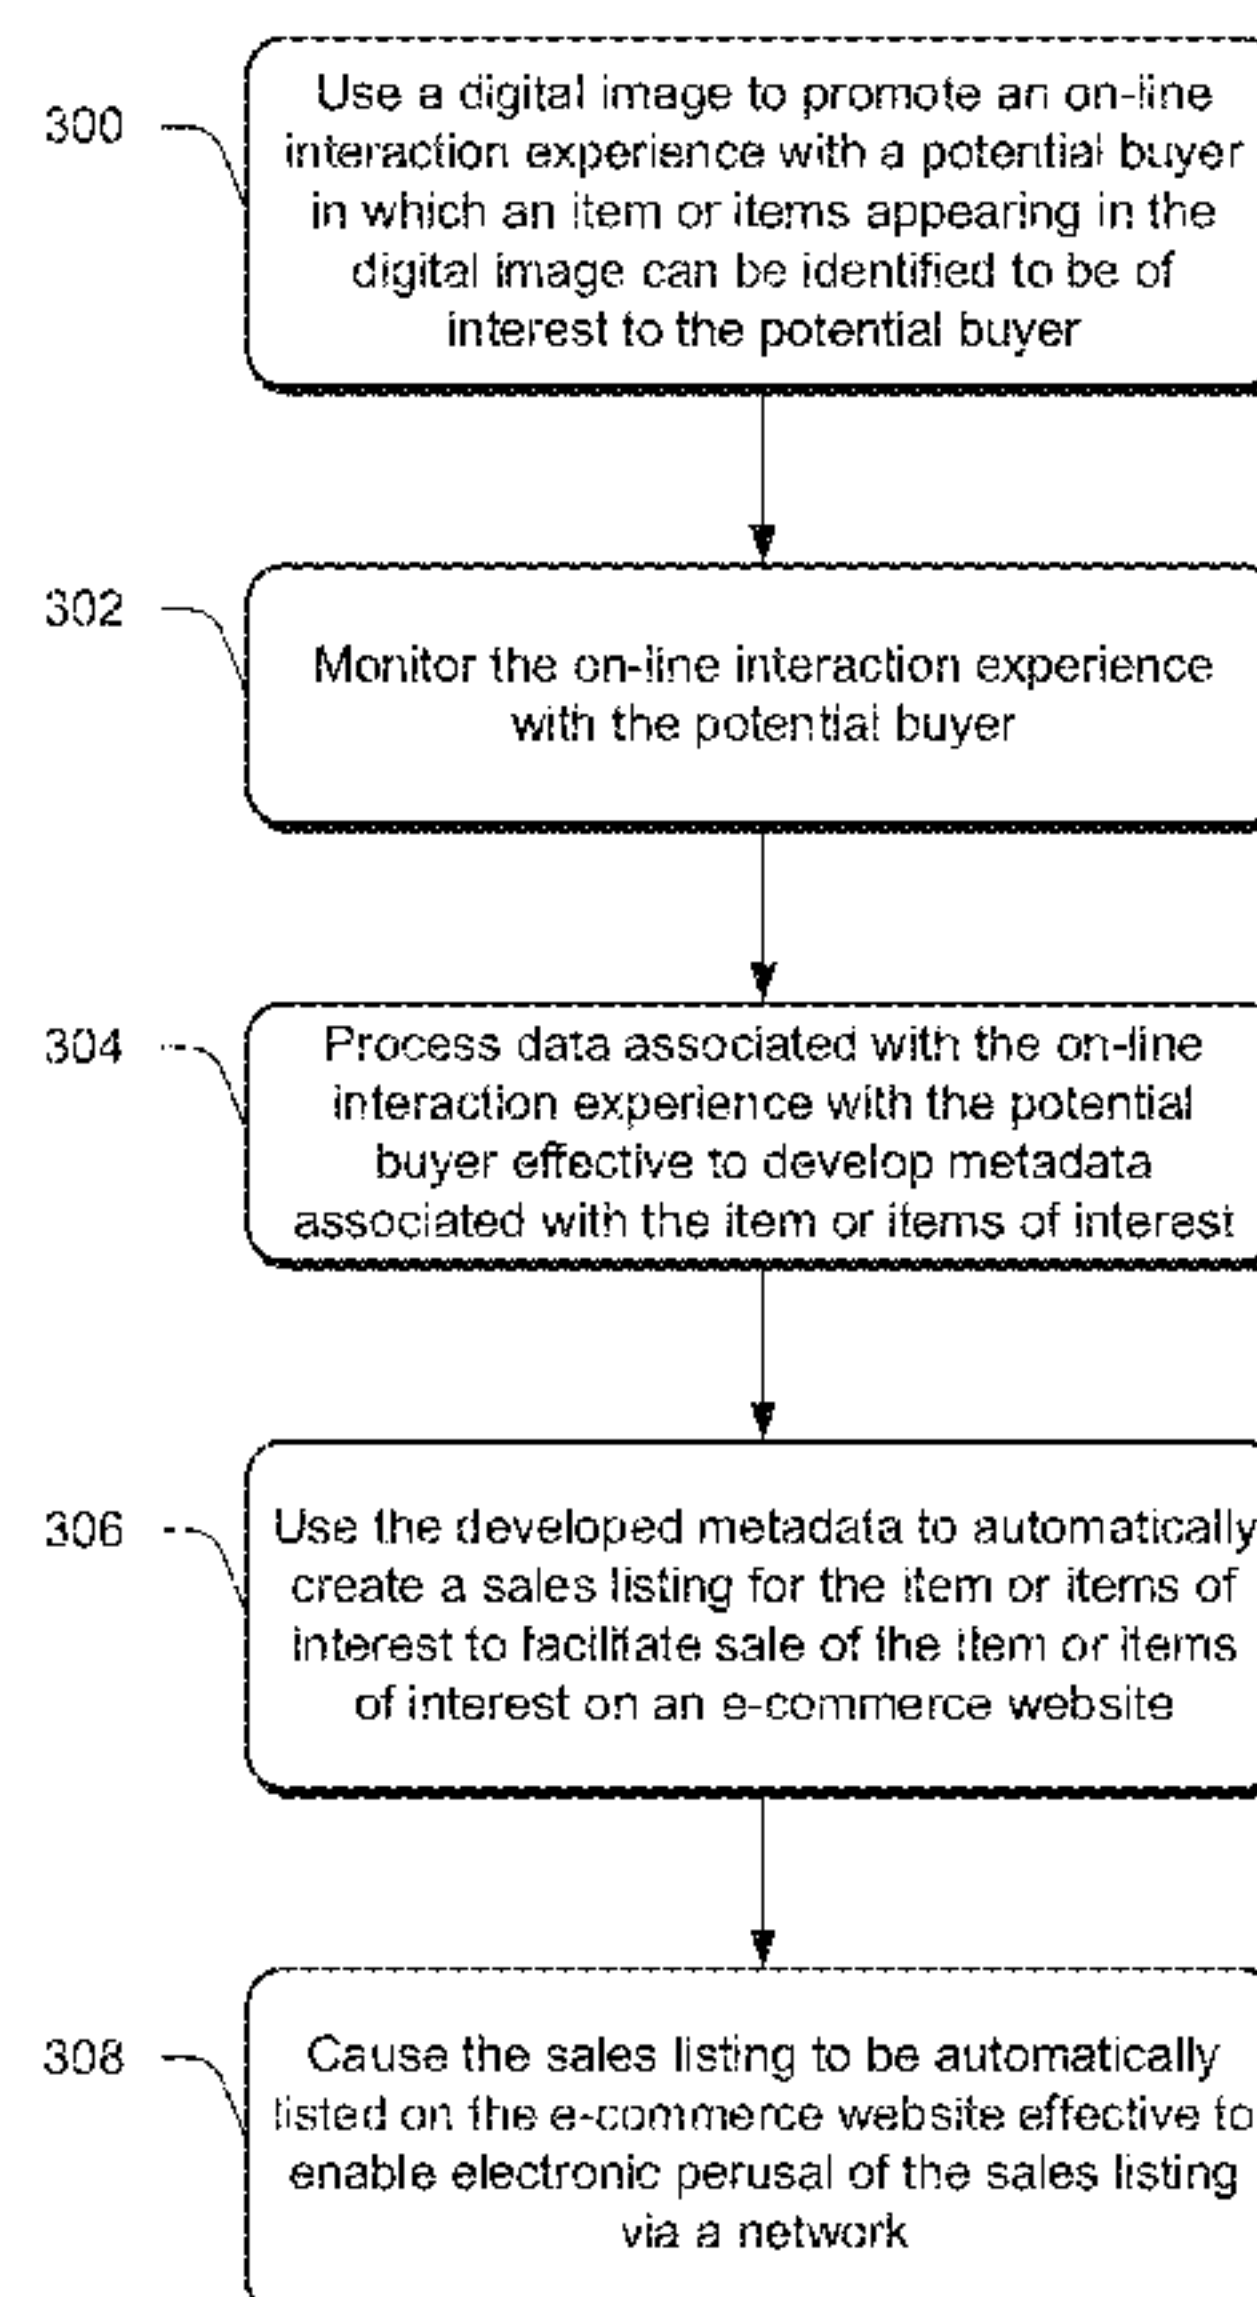 300
Use a digital image to promote an on-line
interaction experience with a potential buyer
in which an item or items appearing in the
digital image can be identified to be of
interest to the potential buyer
302
Monitor the on-line interaction experience
with the potential buyer
304
Process data associated with the on-line
interaction experience with the potential
buyer effective to develop metadata
associated with the item or items of interest
306
Use the developed metadata to automatically
create a sales listing for the item or items of
interest to facilitate sale of the item or items
of interest on an e-commerce website
308
Cause the sales listing to be automatically
listed on the e-commerce website effective to
enable electronic perusal of the sales listing
via a network